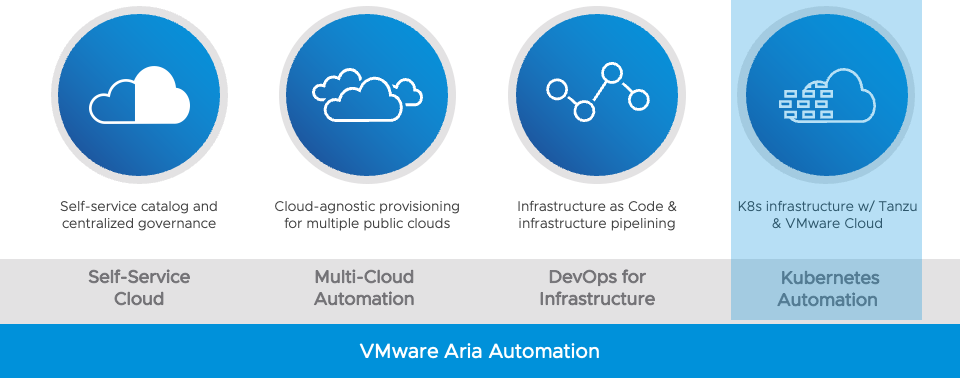 Self-service catalog and
centralized governance
Cloud-agnostic provisioning
for multiple public clouds
Infrastructure as Code &
infrastructure pipelining
K8s infrastructure w/ Tanzu
& VMware Cloud
Self-Service
Cloud
Multi-Cloud
Automation
DevOps for
Infrastructure
Kubernetes
Automation
VMware Aria Automation